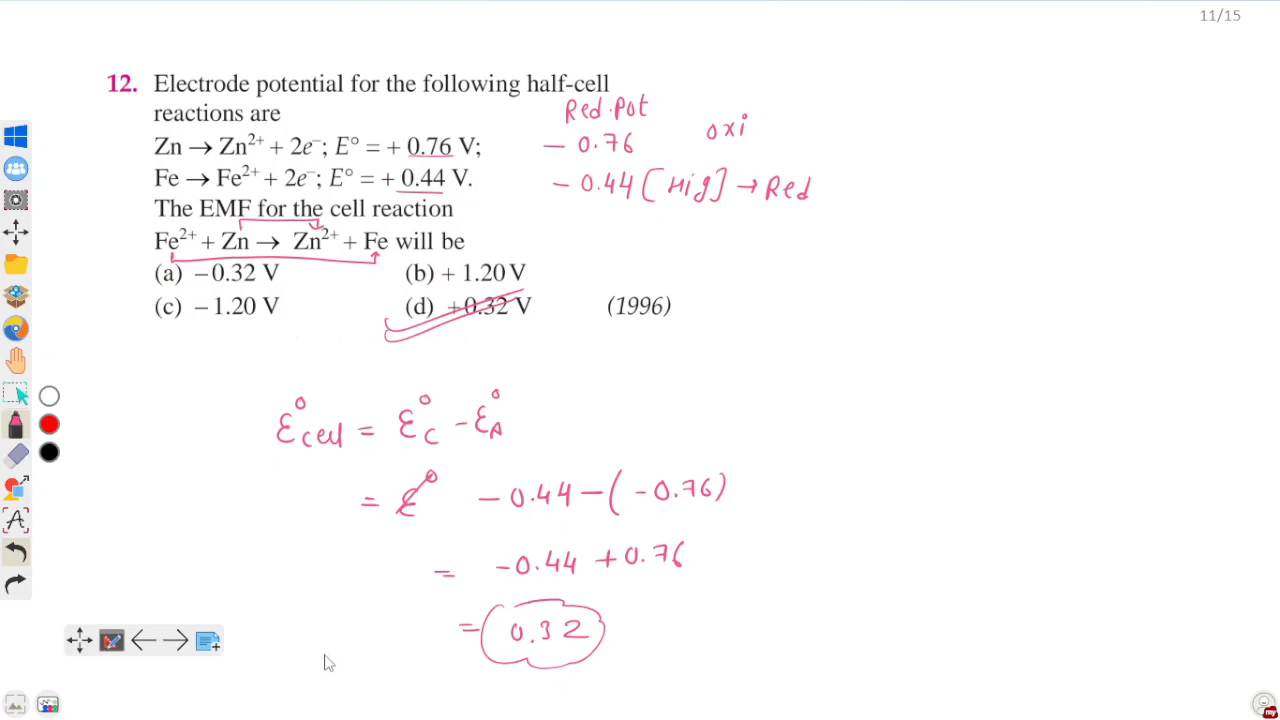 11/15
12. Electrode potential for the following half-cell
reactions are
Red. Pot
Zn → Zn²⁺ + 2e⁻; E° = + 0.76 V;
− 0.76 oxi
Fe → Fe²⁺ + 2e⁻; E° = + 0.44 V.
− 0.44 [Hig] → Red
The EMF for the cell reaction
Fe²⁺ + Zn → Zn²⁺ + Fe will be
(a) −0.32 V (b) + 1.20 V
(c) − 1.20 V (d) +0.32 V (1996)
E°cell = E°C − E°A
= E° − 0.44 − (− 0.76)
= −0.44 + 0.76
= 0.32